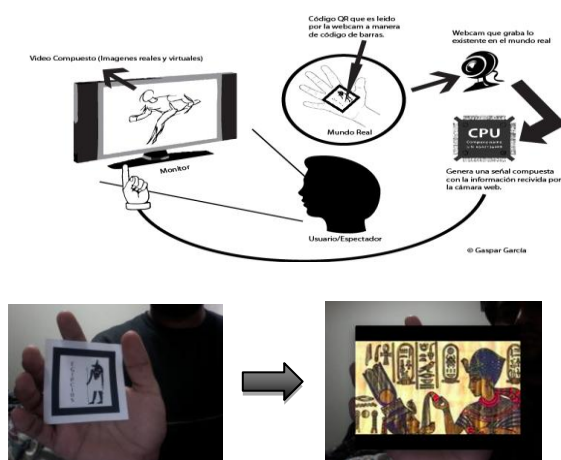 Código QR que es leido
por la webcam a manera
de código de barras.
Webcam que graba lo
existente en el mundo real
Video Compuesto (Imagenes reales y virtuales)
Mundo Real
CPU
Monitor
Genera una señal compuesta
con la información recivida por
la cámara web.
Usuario/Espectador
© Gaspar García
EGIPCIOS